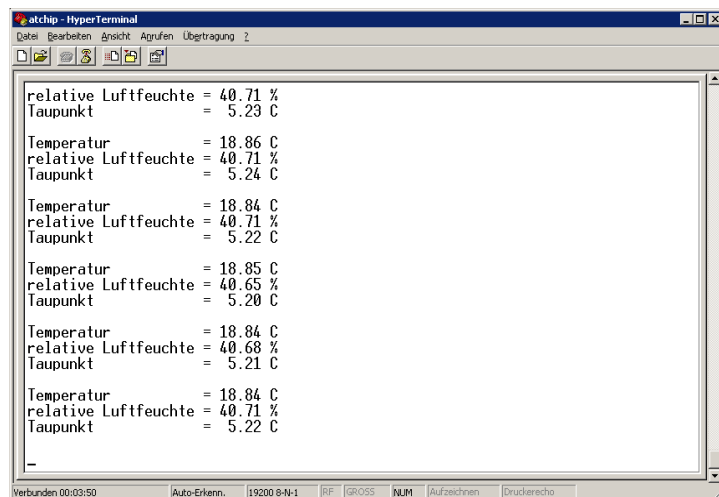 atchip - HyperTerminal
Datei Bearbeiten Ansicht Anrufen Übertragung ?
relative Luftfeuchte = 40.71 %
Taupunkt = 5.23 C
Temperatur = 18.86 C
relative Luftfeuchte = 40.71 %
Taupunkt = 5.24 C
Temperatur = 18.84 C
relative Luftfeuchte = 40.71 %
Taupunkt = 5.22 C
Temperatur = 18.85 C
relative Luftfeuchte = 40.65 %
Taupunkt = 5.20 C
Temperatur = 18.84 C
relative Luftfeuchte = 40.68 %
Taupunkt = 5.21 C
Temperatur = 18.84 C
relative Luftfeuchte = 40.71 %
Taupunkt = 5.22 C
_
Verbunden 00:03:50 Auto-Erkenn. 19200 8-N-1 RF GROSS NUM Aufzeichnen Druckerecho